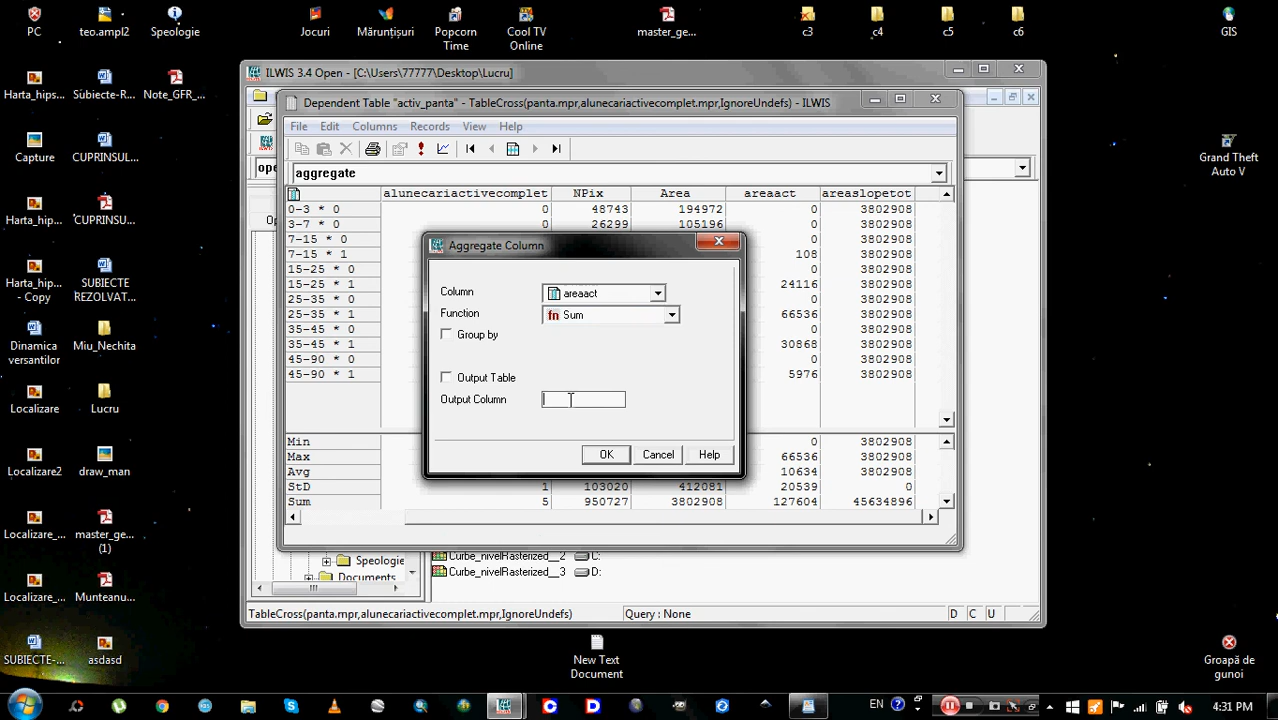 PC
teo.ampl2
Speologie
Jocuri
Mărunțișuri
Popcorn
Time
Cool TV
Online
master_ge...
c3
c4
c5
c6
GIS
Harta_hips...
Subiecte-R...
Note_GFR_...
Capture
CUPRINSUL...
Harta_hip...
'CUPRINSU...
Harta_hip...
- Copy
SUBIECTE
REZOLVAT...
Dinamica
versantilor
Miu_Nechita
Localizare
Lucru
Localizare2
draw_man
Localizare...
master_ge...
(1)
Localizare_...
Munteanu...
SUBIECTE-...
asdasd
New Text
Document
Grand Theft
Auto V
Groapă de
gunoi
ILWIS 3.4 Open - [C:\Users\77777\Desktop\Lucru]
ope
Op
Dependent Table "activ_panta" - TableCross(panta.mpr,alunecariactivecomplet.mpr,IgnoreUndefs) - ILWIS
File Edit Columns Records View Help
aggregate
alunecariactivecomplet NPix Area areaact areaslopetot
0-3 * 0 0 48743 194972 0 3802908
3-7 * 0 0 26299 105196 0 3802908
7-15 * 0 0 3802908
7-15 * 1 108 3802908
15-25 * 0 0 3802908
15-25 * 1 24116 3802908
25-35 * 0 0 3802908
25-35 * 1 66536 3802908
35-45 * 0 0 3802908
35-45 * 1 30868 3802908
45-90 * 0 0 3802908
45-90 * 1 5976 3802908
Min 0 3802908
Max 66536 3802908
Avg 10634 3802908
StD 1 103020 412081 20539 0
Sum 5 950727 3802908 127604 45634896
Aggregate Column
Column areaact
Function fn Sum
Group by
Output Table
Output Column
OK Cancel Help
Speologie
Documents
Curbe_nivelRasterized__2 C:
Curbe_nivelRasterized__3 D:
TableCross(panta.mpr,alunecariactivecomplet.mpr,IgnoreUndefs) Query : None D C U
EN 4:31 PM